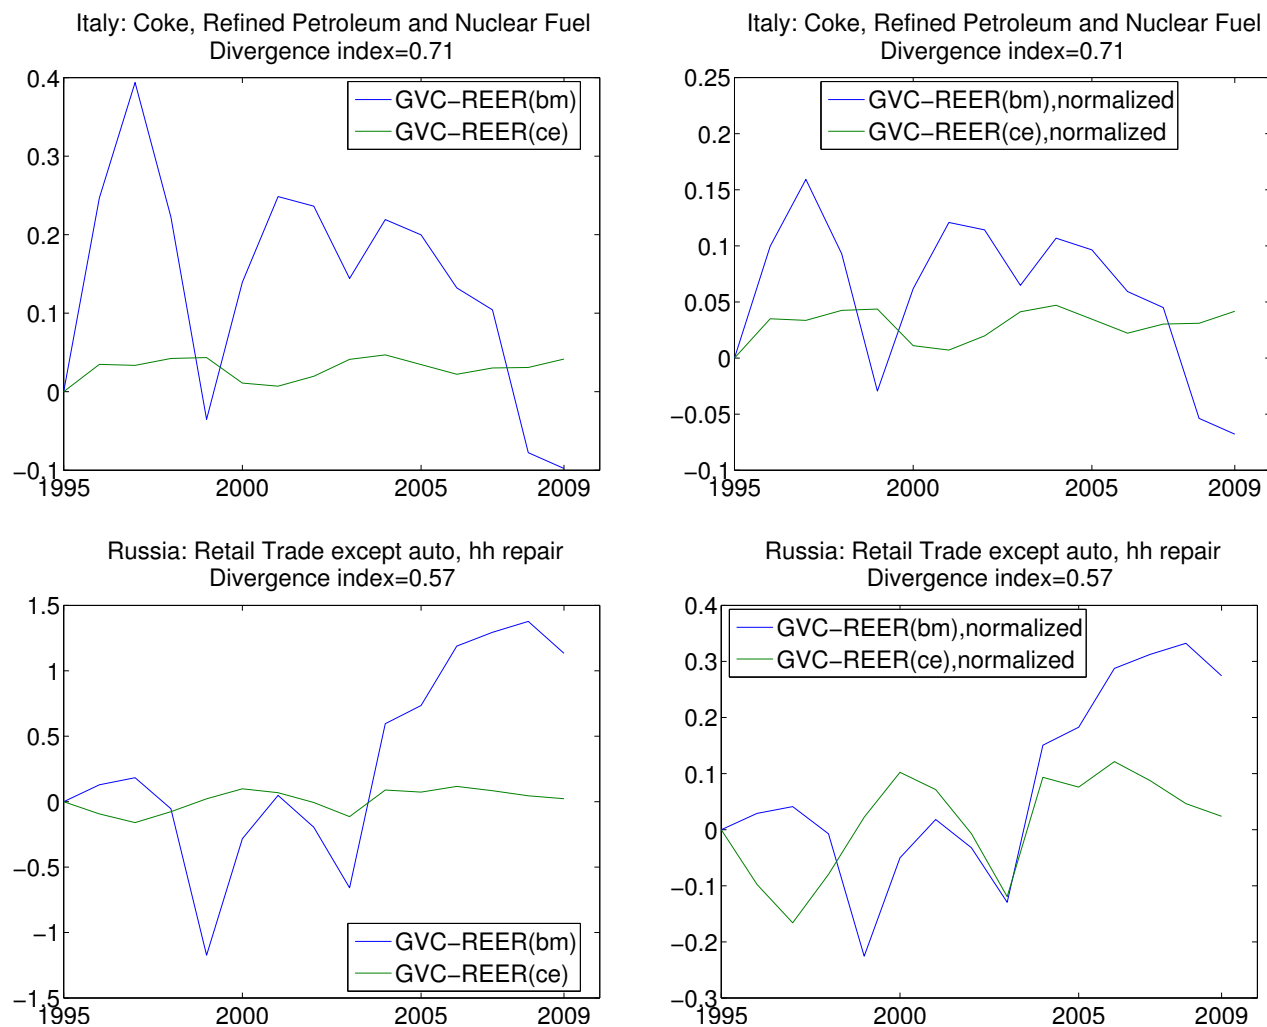 Italy: Coke, Refined Petroleum and Nuclear Fuel
Divergence index=0.71
0.4
0.3
0.2
0.1
0
−0.1
1995
2000
2005
2009
GVC−REER(bm)
GVC−REER(ce)
Italy: Coke, Refined Petroleum and Nuclear Fuel
Divergence index=0.71
0.25
0.2
0.15
0.1
0.05
0
−0.05
−0.1
1995
2000
2005
2009
GVC−REER(bm),normalized
GVC−REER(ce),normalized
Russia: Retail Trade except auto, hh repair
Divergence index=0.57
1.5
1
0.5
0
−0.5
−1
−1.5
1995
2000
2005
2009
GVC−REER(bm)
GVC−REER(ce)
Russia: Retail Trade except auto, hh repair
Divergence index=0.57
0.4
0.3
0.2
0.1
0
−0.1
−0.2
−0.3
1995
2000
2005
2009
GVC−REER(bm),normalized
GVC−REER(ce),normalized